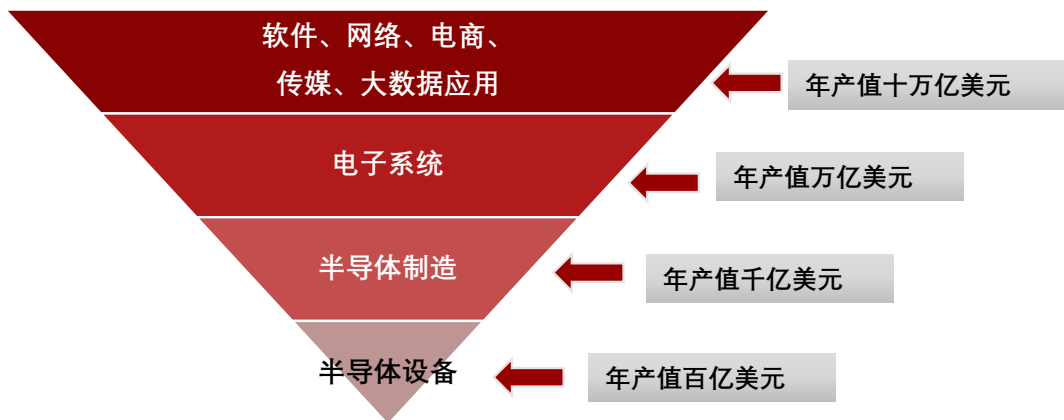 软件、网络、电商、
传媒、大数据应用
年产值十万亿美元
电子系统
年产值万亿美元
半导体制造
年产值千亿美元
半导体设备
年产值百亿美元